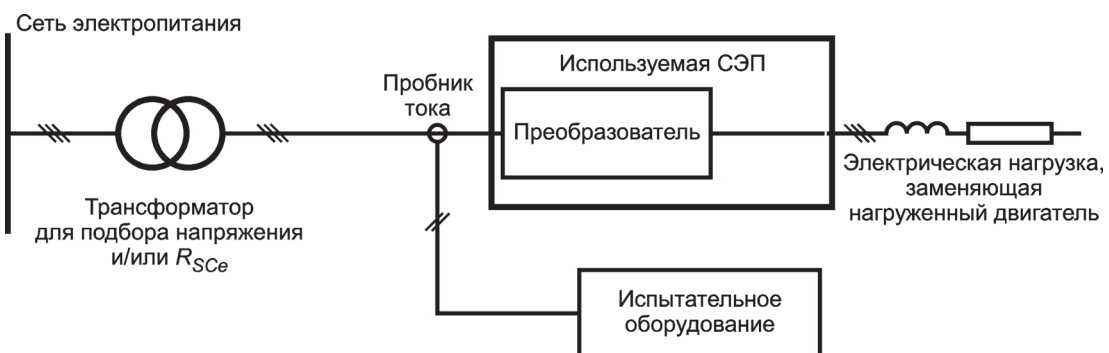 Сеть электропитания
Пробник
тока
Используемая СЭП
Преобразователь
Электрическая нагрузка,
заменяющая
нагруженный двигатель
Трансформатор
для подбора напряжения
и/или R_SCe
Испытательное
оборудование